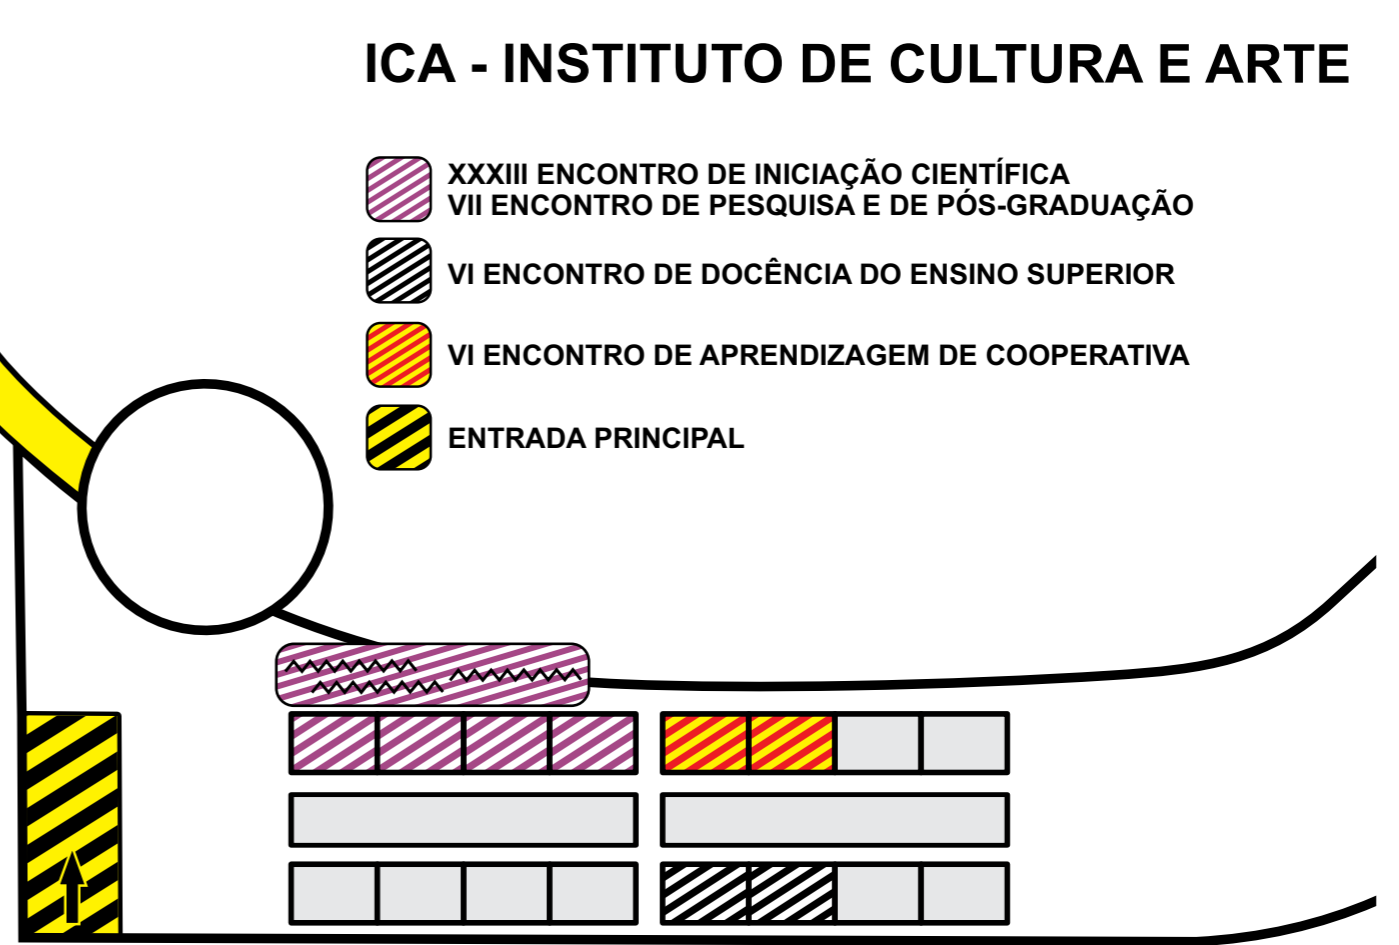 ICA - INSTITUTO DE CULTURA E ARTE
XXXIII ENCONTRO DE INICIAÇÃO CIENTÍFICA
VII ENCONTRO DE PESQUISA E DE PÓS-GRADUAÇÃO
VI ENCONTRO DE DOCÊNCIA DO ENSINO SUPERIOR
VI ENCONTRO DE APRENDIZAGEM DE COOPERATIVA
ENTRADA PRINCIPAL